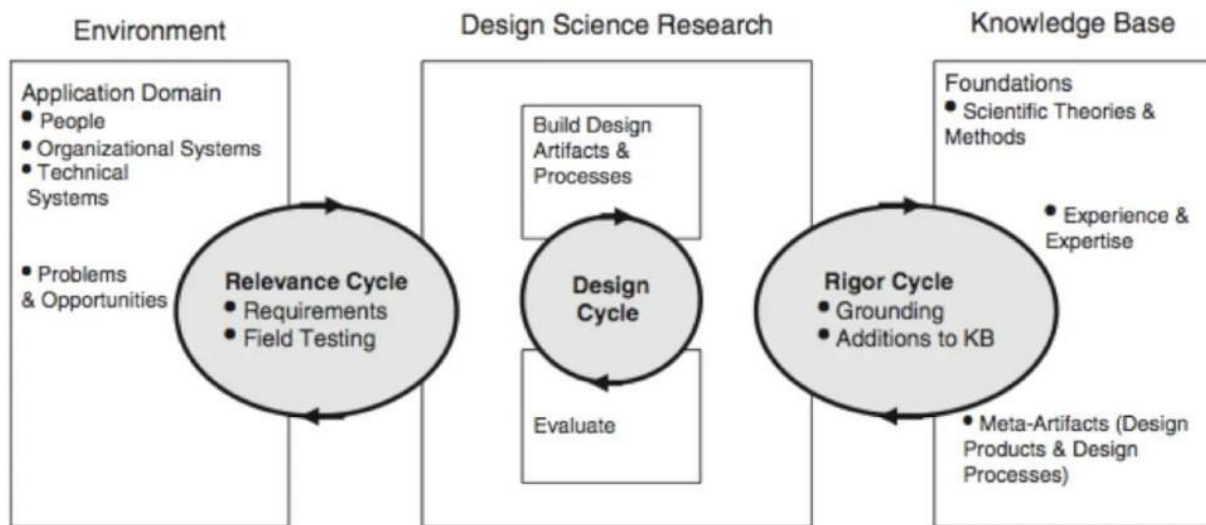 Environment
Design Science Research
Knowledge Base
Application Domain
• People
• Organizational Systems
• Technical
Systems
• Problems
& Opportunities
Relevance Cycle
• Requirements
• Field Testing
Build Design
Artifacts &
Processes
Design
Cycle
Evaluate
Rigor Cycle
• Grounding
• Additions to KB
Foundations
• Scientific Theories &
Methods
• Experience &
Expertise
• Meta-Artifacts (Design
Products & Design
Processes)